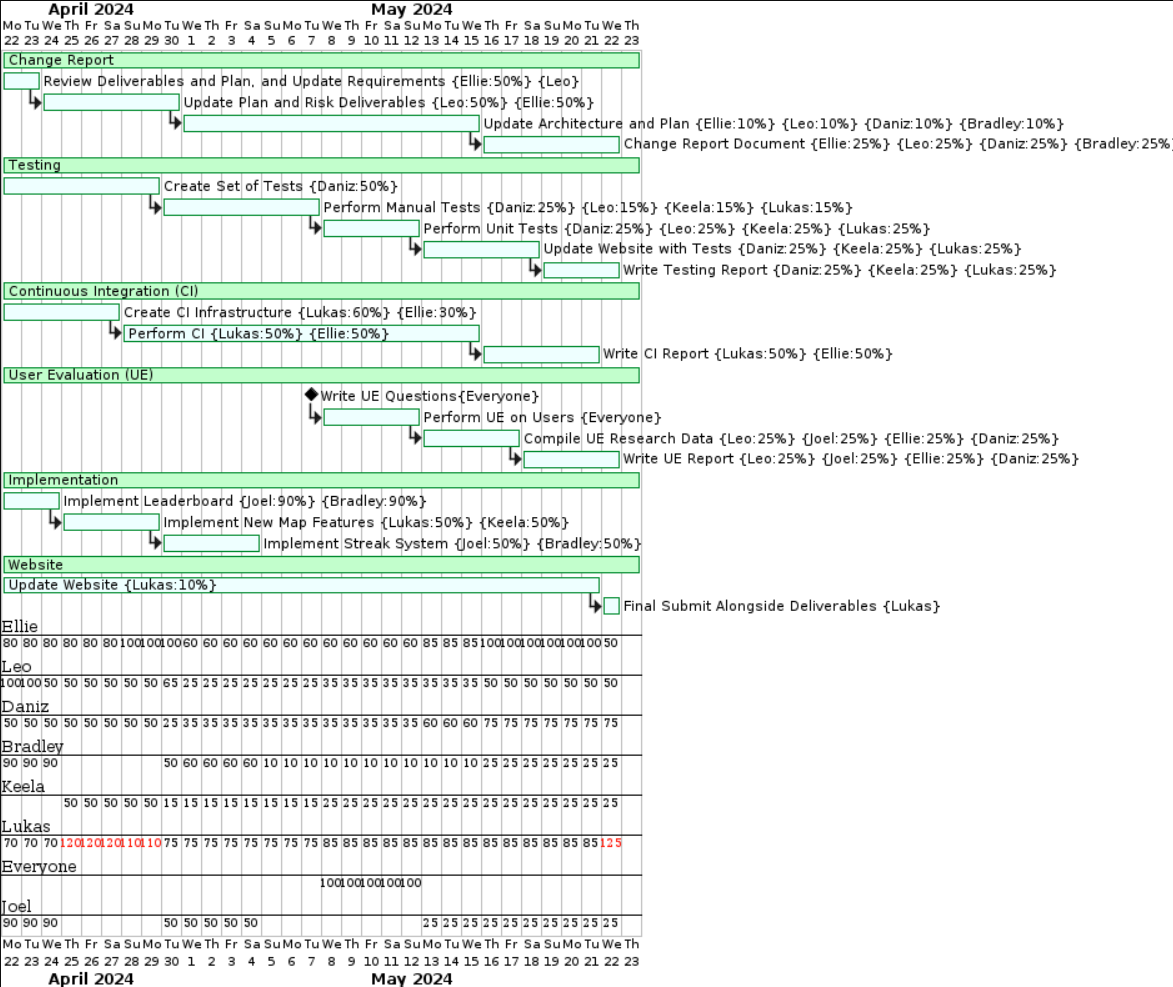 April 2024 May 2024
Mo Tu We Th Fr Sa Su Mo Tu We Th Fr Sa Su Mo Tu We Th Fr Sa Su Mo Tu We Th Fr Sa Su Mo Tu We Th
22 23 24 25 26 27 28 29 30 1 2 3 4 5 6 7 8 9 10 11 12 13 14 15 16 17 18 19 20 21 22 23
Change Report
Review Deliverables and Plan, and Update Requirements {Ellie:50%} {Leo}
Update Plan and Risk Deliverables {Leo:50%} {Ellie:50%}
Update Architecture and Plan {Ellie:10%} {Leo:10%} {Daniz:10%} {Bradley:10%}
Change Report Document {Ellie:25%} {Leo:25%} {Daniz:25%} {Bradley:25%
Testing
Create Set of Tests {Daniz:50%}
Perform Manual Tests {Daniz:25%} {Leo:15%} {Keela:15%} {Lukas:15%}
Perform Unit Tests {Daniz:25%} {Leo:25%} {Keela:25%} {Lukas:25%}
Update Website with Tests {Daniz:25%} {Keela:25%} {Lukas:25%}
Write Testing Report {Daniz:25%} {Keela:25%} {Lukas:25%}
Continuous Integration (CI)
Create CI Infrastructure {Lukas:60%} {Ellie:30%}
Perform CI {Lukas:50%} {Ellie:50%}
Write CI Report {Lukas:50%} {Ellie:50%}
User Evaluation (UE)
Write UE Questions{Everyone}
Perform UE on Users {Everyone}
Compile UE Research Data {Leo:25%} {Joel:25%} {Ellie:25%} {Daniz:25%}
Write UE Report {Leo:25%} {Joel:25%} {Ellie:25%} {Daniz:25%}
Implementation
Implement Leaderboard {Joel:90%} {Bradley:90%}
Implement New Map Features {Lukas:50%} {Keela:50%}
Implement Streak System {Joel:50%} {Bradley:50%}
Website
Update Website {Lukas:10%}
Final Submit Alongside Deliverables {Lukas}
Ellie
80 80 80 80 80 80 100 100 100 60 60 60 60 60 60 60 60 60 60 60 60 85 85 85 100 100 100 100 100 100 50
Leo
100 100 50 50 50 50 50 50 65 25 25 25 25 25 25 25 35 35 35 35 35 35 35 35 50 50 50 50 50 50 50
Daniz
50 50 50 50 50 50 50 50 25 35 35 35 35 35 35 35 35 35 35 35 35 60 60 60 75 75 75 75 75 75 75
Bradley
90 90 90 50 60 60 60 60 10 10 10 10 10 10 10 10 10 10 10 25 25 25 25 25 25 25
Keela
50 50 50 50 50 15 15 15 15 15 15 15 15 25 25 25 25 25 25 25 25 25 25 25 25 25 25 25
Lukas
70 70 70 120 120 120 110 110 75 75 75 75 75 75 75 75 85 85 85 85 85 85 85 85 85 85 85 85 85 85 125
Everyone
100 100 100 100 100
Joel
90 90 90 50 50 50 50 50 25 25 25 25 25 25 25 25 25 25
Mo Tu We Th Fr Sa Su Mo Tu We Th Fr Sa Su Mo Tu We Th Fr Sa Su Mo Tu We Th Fr Sa Su Mo Tu We Th
22 23 24 25 26 27 28 29 30 1 2 3 4 5 6 7 8 9 10 11 12 13 14 15 16 17 18 19 20 21 22 23
April 2024 May 2024